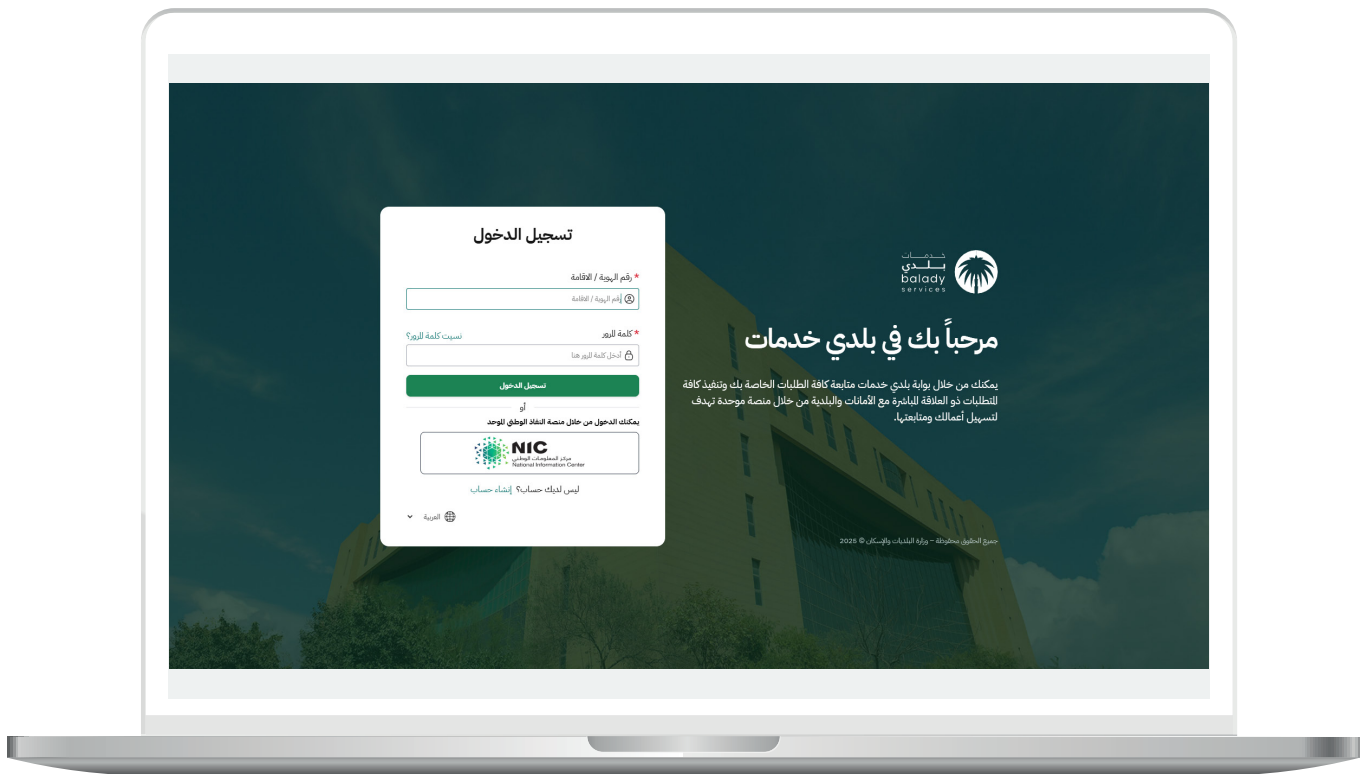 خدمات
بلدي
balady
services
مرحباً بك في بلدي خدمات
يمكنك من خلال بوابة بلدي خدمات متابعة كافة الطلبات الخاصة بك وتنفيذ كافة
المتطلبات ذو العلاقة المباشرة مع الأمانات والبلدية من خلال منصة موحدة تهدف
لتسهيل أعمالك ومتابعتها.
جميع الحقوق محفوظة – وزارة البلديات والإسكان © 2025
تسجيل الدخول
* رقم الهوية / الاقامة
رقم الهوية / الاقامة
* كلمة المرور
نسيت كلمة المرور؟
أدخل كلمة المرور هنا
تسجيل الدخول
أو
يمكنك الدخول من خلال منصة النفاذ الوطني الموحد
NIC
مركز المعلومات الوطني
National Information Center
ليس لديك حساب؟ إنشاء حساب
العربية